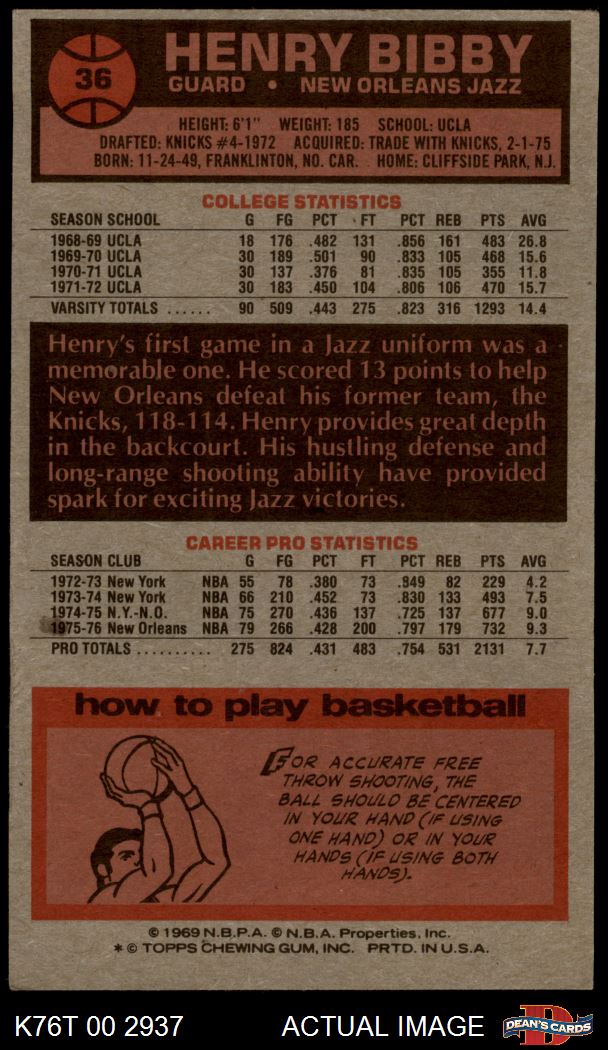 36
HENRY BIBBY
GUARD • NEW ORLEANS JAZZ
HEIGHT: 6'1" WEIGHT: 185 SCHOOL: UCLA
DRAFTED: KNICKS #4-1972 ACQUIRED: TRADE WITH KNICKS, 2-1-75
BORN: 11-24-49, FRANKLINTON, NO. CAR. HOME: CLIFFSIDE PARK, N.J.
COLLEGE STATISTICS
SEASON SCHOOL G FG PCT FT PCT REB PTS AVG
1968-69 UCLA 18 176 .482 131 .856 161 483 26.8
1969-70 UCLA 30 189 .501 90 .833 105 468 15.6
1970-71 UCLA 30 137 .376 81 .835 105 355 11.8
1971-72 UCLA 30 183 .450 104 .806 106 470 15.7
VARSITY TOTALS ...... 90 509 .443 275 .823 316 1293 14.4
Henry's first game in a Jazz uniform was a
memorable one. He scored 13 points to help
New Orleans defeat his former team, the
Knicks, 118-114. Henry provides great depth
in the backcourt. His hustling defense and
long-range shooting ability have provided
spark for exciting Jazz victories.
CAREER PRO STATISTICS
SEASON CLUB G FG PCT FT PCT REB PTS AVG
1972-73 New York NBA 55 78 .380 73 .849 82 229 4.2
1973-74 New York NBA 66 210 .452 73 .830 133 493 7.5
1974-75 N.Y.-N.O. NBA 75 270 .436 137 .725 137 677 9.0
1975-76 New Orleans NBA 79 266 .428 200 .797 179 732 9.3
PRO TOTALS .......... 275 824 .431 483 .754 531 2131 7.7
how to play basketball
FOR ACCURATE FREE
THROW SHOOTING, THE
BALL SHOULD BE CENTERED
IN YOUR HAND (IF USING
ONE HAND) OR IN YOUR
HANDS (IF USING BOTH
HANDS).
© 1969 N.B.P.A. © N.B.A. Properties, Inc.
* © TOPPS CHEWING GUM, INC. PRTD. IN U.S.A.
K76T 00 2937 ACTUAL IMAGE
D
DEAN'S CARDS